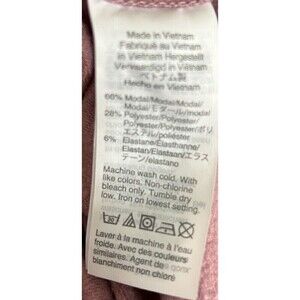 Made in Vietnam
Fabriqué au Vietnam
in Vietnam Hergestellt
Vervaardigd in Viëtnam
ベトナム製
Hecho en Vietnam
66% Modal/Modal/Modal/
Modal/モダール/modal
28% Polyester/Polyester/
Polyester/Polyester/ポリ
エステル/poliéster
6% Elastane/Élasthanne/
Elastan/Elastaan/エラス
テーン/elastano
Machine wash cold. With
like colors. Non-chlorine
bleach only. Tumble dry
low. Iron on lowest setting.
Laver à la machine à l'eau
froide. Avec des couleurs
similaires. Agent de
blanchiment non chloré